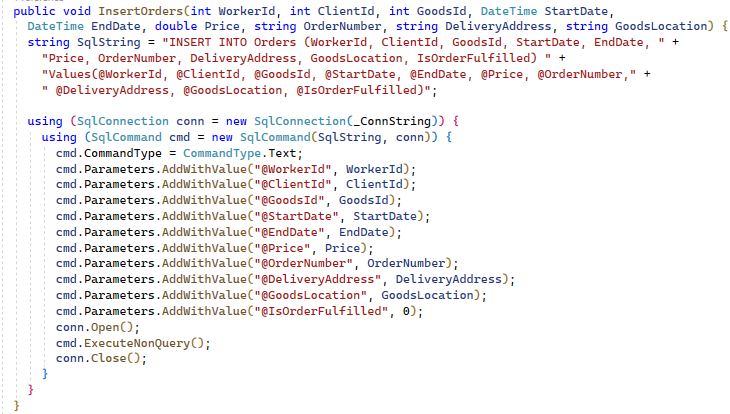 public void InsertOrders(int WorkerId, int ClientId, int GoodsId, DateTime StartDate,
DateTime EndDate, double Price, string OrderNumber, string DeliveryAddress, string GoodsLocation) {
string SqlString = "INSERT INTO Orders (WorkerId, ClientId, GoodsId, StartDate, EndDate, " +
"Price, OrderNumber, DeliveryAddress, GoodsLocation, IsOrderFulfilled) " +
"Values(@WorkerId, @ClientId, @GoodsId, @StartDate, @EndDate, @Price, @OrderNumber," +
" @DeliveryAddress, @GoodsLocation, @IsOrderFulfilled)";
using (SqlConnection conn = new SqlConnection(_ConnString)) {
using (SqlCommand cmd = new SqlCommand(SqlString, conn)) {
cmd.CommandType = CommandType.Text;
cmd.Parameters.AddWithValue("@WorkerId", WorkerId);
cmd.Parameters.AddWithValue("@ClientId", ClientId);
cmd.Parameters.AddWithValue("@GoodsId", GoodsId);
cmd.Parameters.AddWithValue("@StartDate", StartDate);
cmd.Parameters.AddWithValue("@EndDate", EndDate);
cmd.Parameters.AddWithValue("@Price", Price);
cmd.Parameters.AddWithValue("@OrderNumber", OrderNumber);
cmd.Parameters.AddWithValue("@DeliveryAddress", DeliveryAddress);
cmd.Parameters.AddWithValue("@GoodsLocation", GoodsLocation);
cmd.Parameters.AddWithValue("@IsOrderFulfilled", 0);
conn.Open();
cmd.ExecuteNonQuery();
conn.Close();
}
}
}